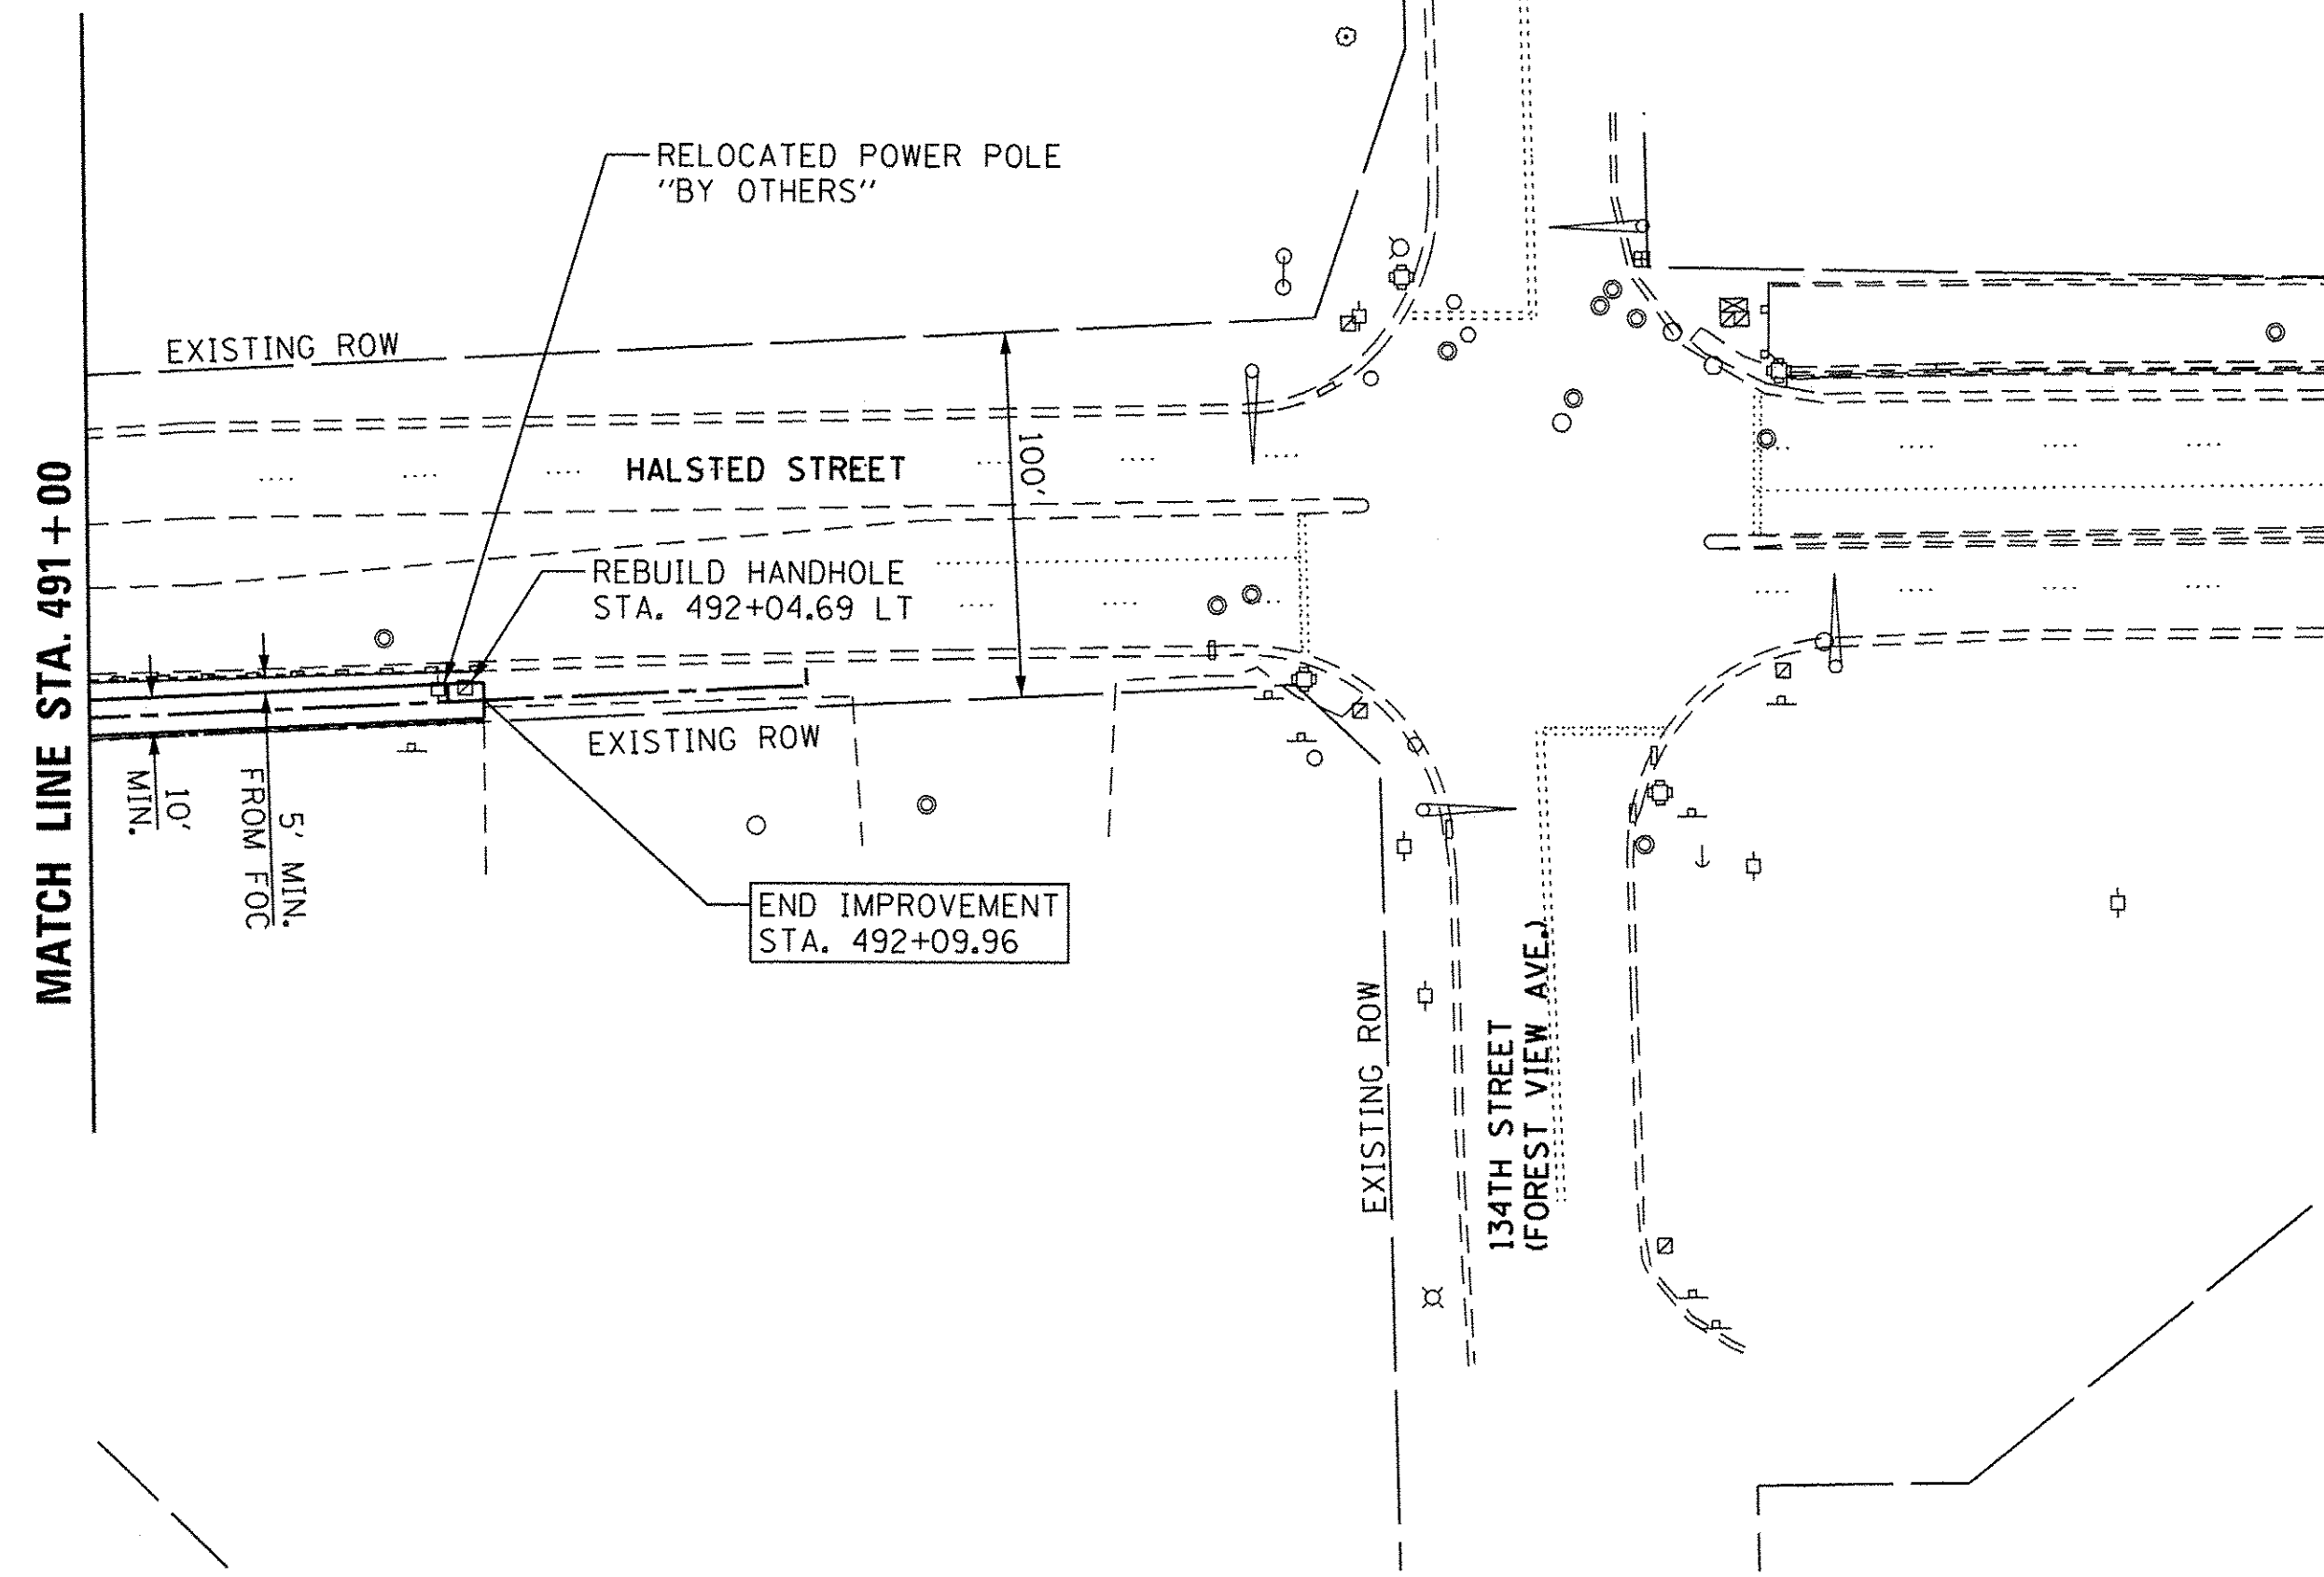 RELOCATED POWER POLE
"BY OTHERS"
EXISTING ROW
HALSTED STREET
100'
REBUILD HANDHOLE
STA. 492+04.69 LT
MATCH LINE STA. 491+00
EXISTING ROW
10'
MIN.
5' MIN.
FROM FOC
END IMPROVEMENT
STA. 492+09.96
EXISTING ROW
134TH STREET
(FOREST VIEW AVE.)